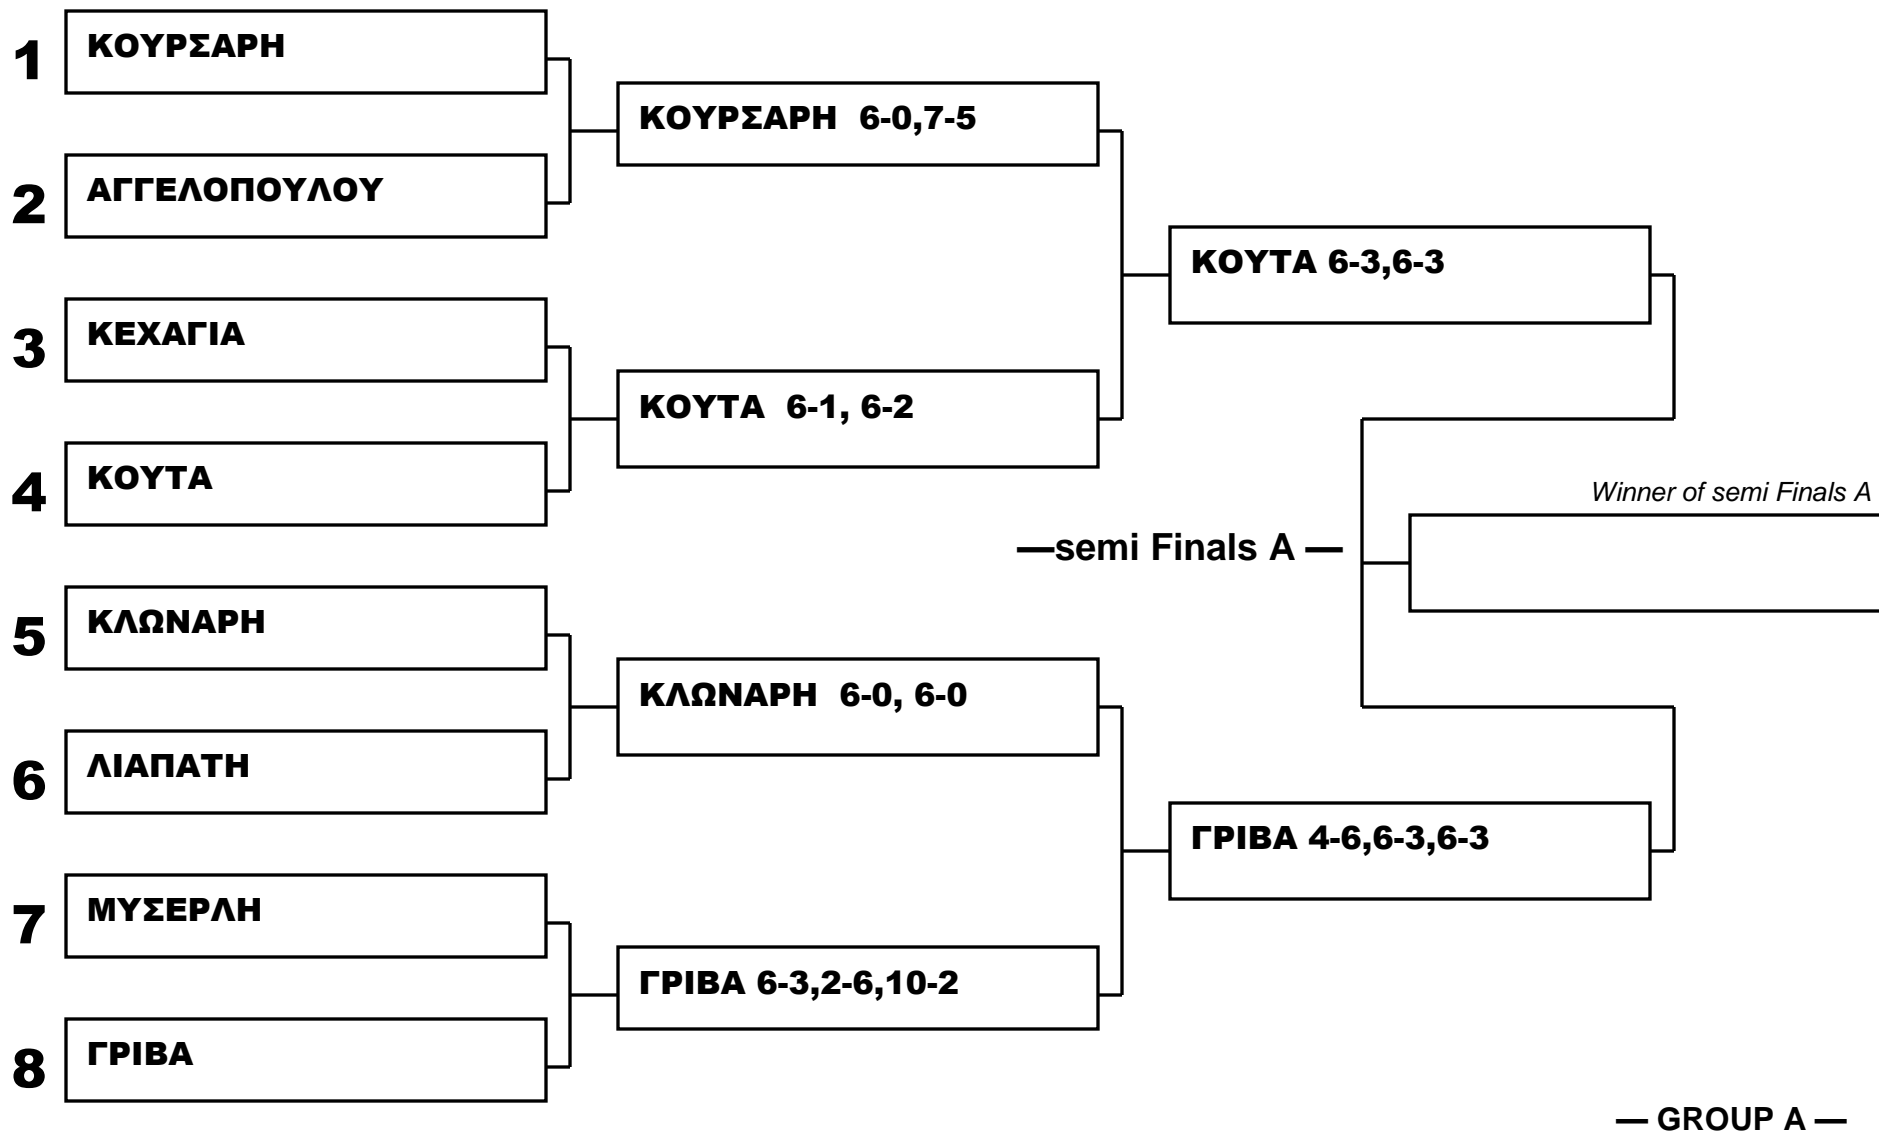 1 ΚΟΥΡΣΑΡΗ
ΚΟΥΡΣΑΡΗ 6-0,7-5
2 ΑΓΓΕΛΟΠΟΥΛΟΥ
ΚΟΥΤΑ 6-3,6-3
3 ΚΕΧΑΓΙΑ
ΚΟΥΤΑ 6-1, 6-2
4 ΚΟΥΤΑ
Winner of semi Finals A
—semi Finals A —
5 ΚΛΩΝΑΡΗ
ΚΛΩΝΑΡΗ 6-0, 6-0
6 ΛΙΑΠΑΤΗ
ΓΡΙΒΑ 4-6,6-3,6-3
7 ΜΥΣΕΡΛΗ
ΓΡΙΒΑ 6-3,2-6,10-2
8 ΓΡΙΒΑ
— GROUP A —